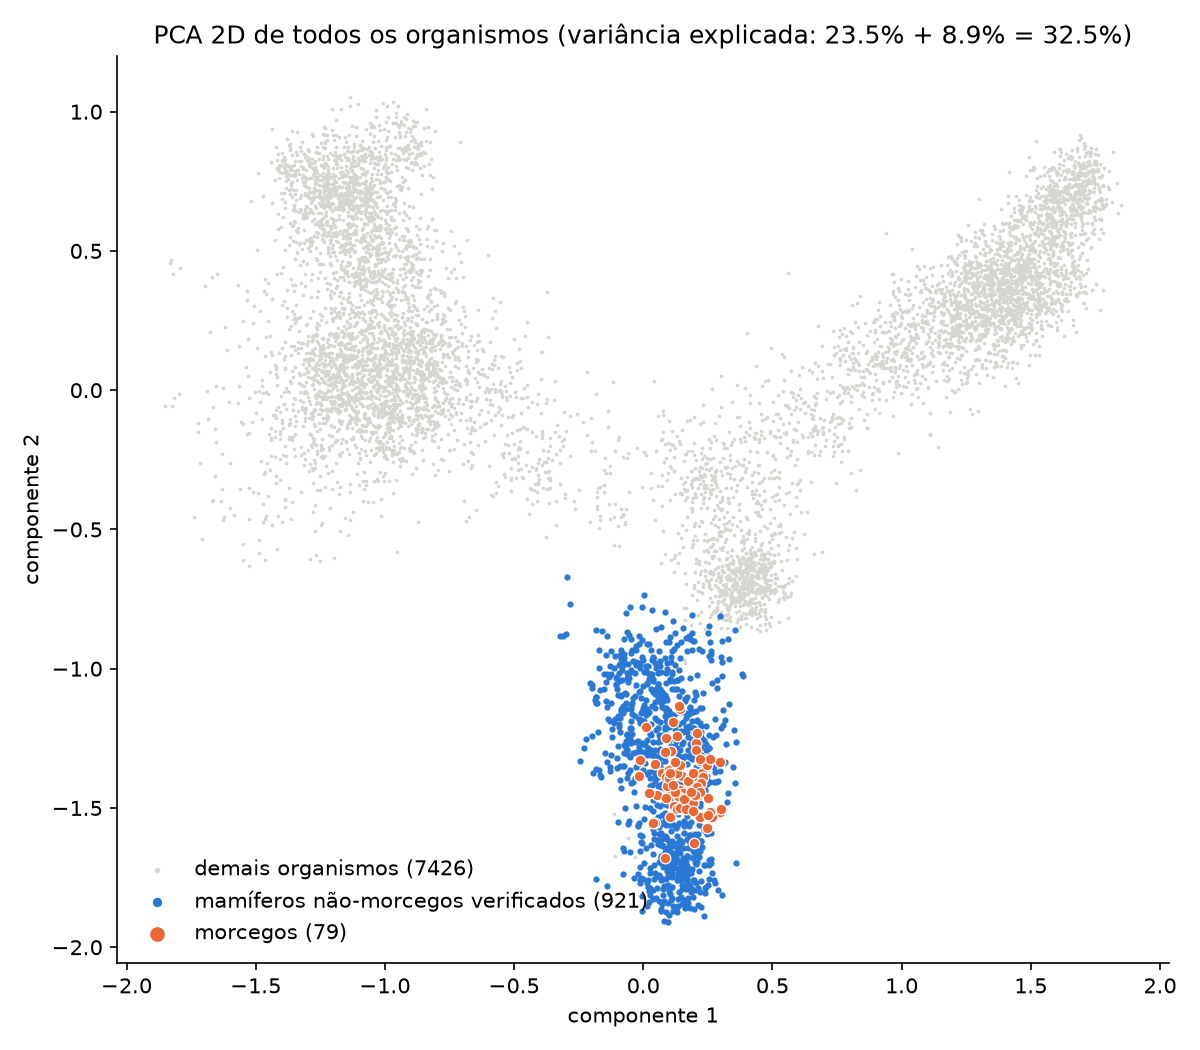 PCA 2D de todos os organismos (variância explicada: 23.5% + 8.9% = 32.5%)
1.0
0.5
0.0
−0.5
−1.0
−1.5
−2.0
componente 2
demais organismos (7426)
mamíferos não-morcegos verificados (921)
morcegos (79)
−2.0 −1.5 −1.0 −0.5 0.0 0.5 1.0 1.5 2.0
componente 1